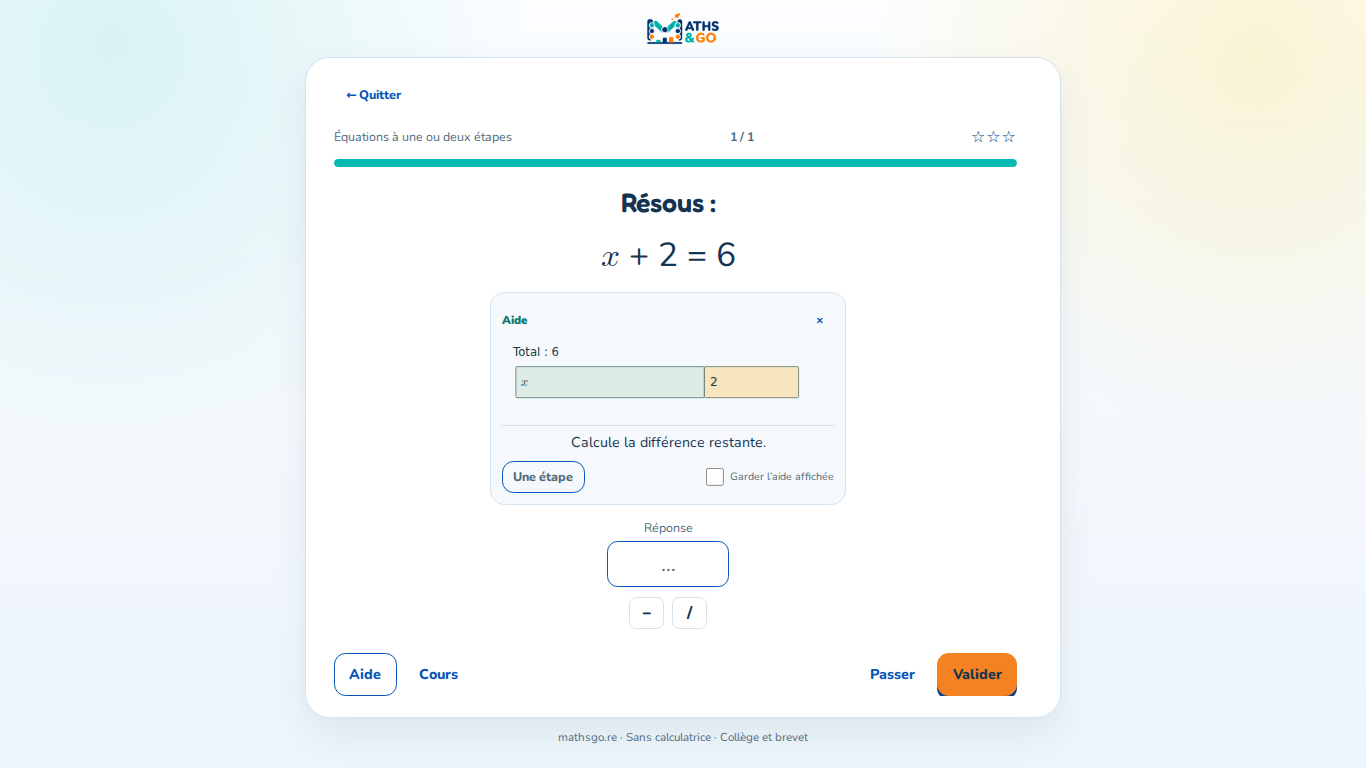 MATHS
&GO
← Quitter
Équations à une ou deux étapes
1 / 1
☆☆☆
Résous :
x + 2 = 6
Aide
×
Total : 6
x
2
Calcule la différence restante.
Une étape
Garder l’aide affichée
Réponse
...
−
/
Aide
Cours
Passer
Valider
mathsgo.re · Sans calculatrice · Collège et brevet